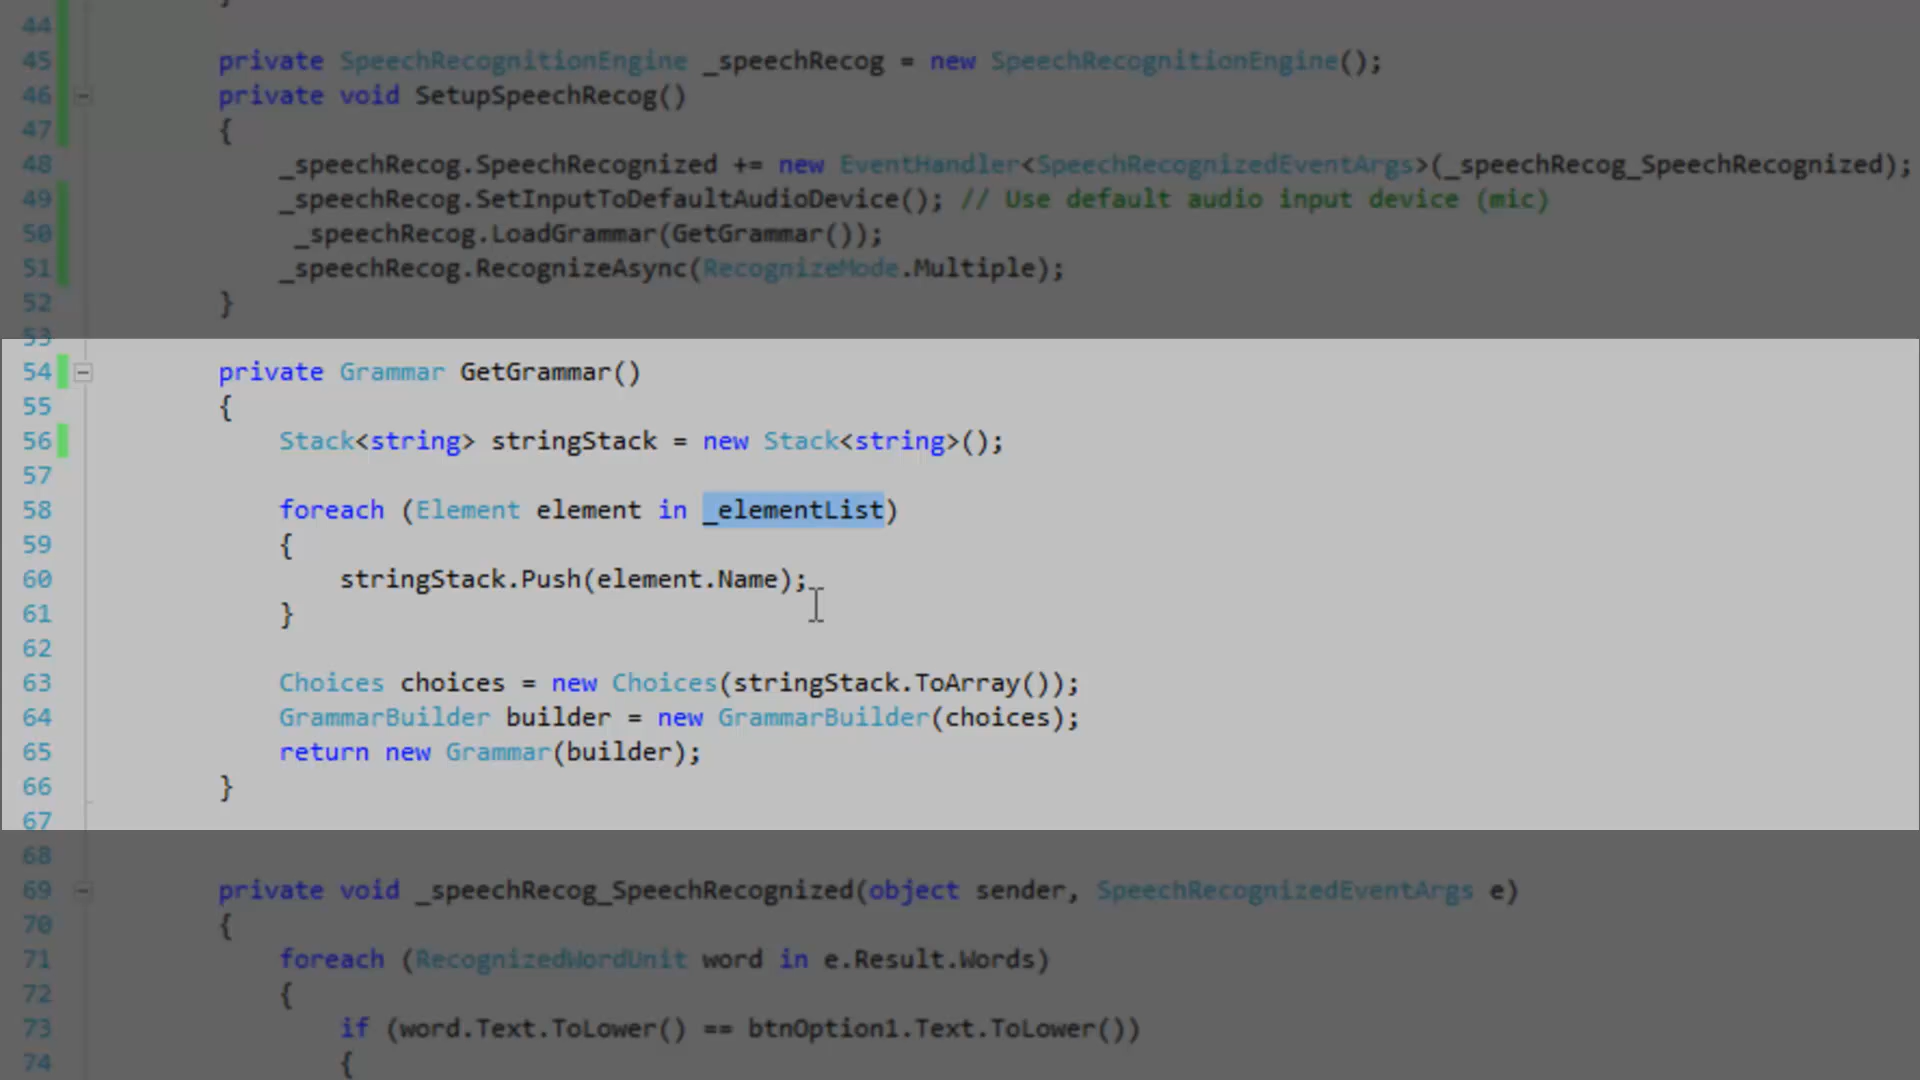 44 }
45 private SpeechRecognitionEngine _speechRecog = new SpeechRecognitionEngine();
46 private void SetupSpeechRecog()
47 {
48 _speechRecog.SpeechRecognized += new EventHandler<SpeechRecognizedEventArgs>(_speechRecog_SpeechRecognized);
49 _speechRecog.SetInputToDefaultAudioDevice(); // Use default audio input device (mic)
50 _speechRecog.LoadGrammar(GetGrammar());
51 _speechRecog.RecognizeAsync(RecognizeMode.Multiple);
52 }
53
54 private Grammar GetGrammar()
55 {
56 Stack<string> stringStack = new Stack<string>();
57
58 foreach (Element element in _elementList)
59 {
60 stringStack.Push(element.Name);
61 }
62
63 Choices choices = new Choices(stringStack.ToArray());
64 GrammarBuilder builder = new GrammarBuilder(choices);
65 return new Grammar(builder);
66 }
67
68
69 private void _speechRecog_SpeechRecognized(object sender, SpeechRecognizedEventArgs e)
70 {
71 foreach (RecognizedWordUnit word in e.Result.Words)
72 {
73 if (word.Text.ToLower() == btnOption1.Text.ToLower())
74 {